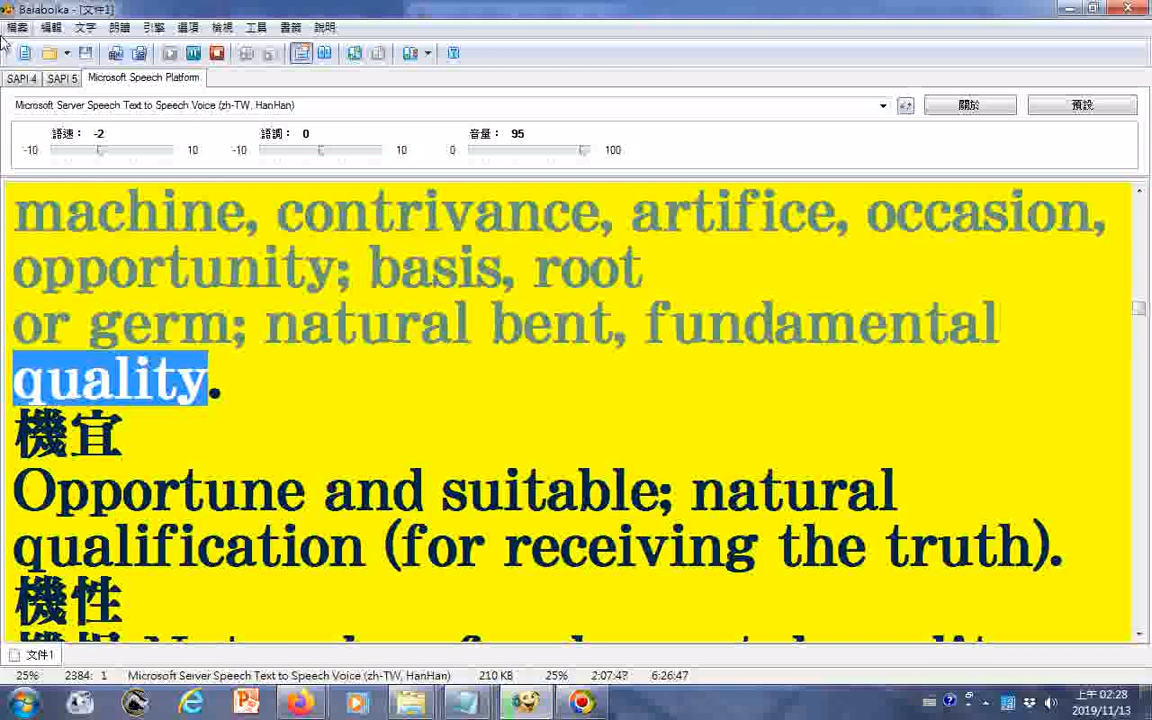 Balabolka - [文件1]
檔案 編輯 文字 朗讀 引擎 選項 檢視 工具 書籤 說明
SAPI 4 SAPI 5 Microsoft Speech Platform
Microsoft Server Speech Text to Speech Voice (zh-TW, HanHan) 關於 預設
語速： -2 語調： 0 音量： 95
-10 10 -10 10 0 100
machine, contrivance, artifice, occasion,
opportunity; basis, root
or germ; natural bent, fundamental
quality.
機宜
Opportune and suitable; natural
qualification (for receiving the truth).
機性
文件1
25% 2384: 1 Microsoft Server Speech Text to Speech Voice (zh-TW, HanHan) 210 KB 25% 2:07:47 6:26:47
上午 02:28
2019/11/13